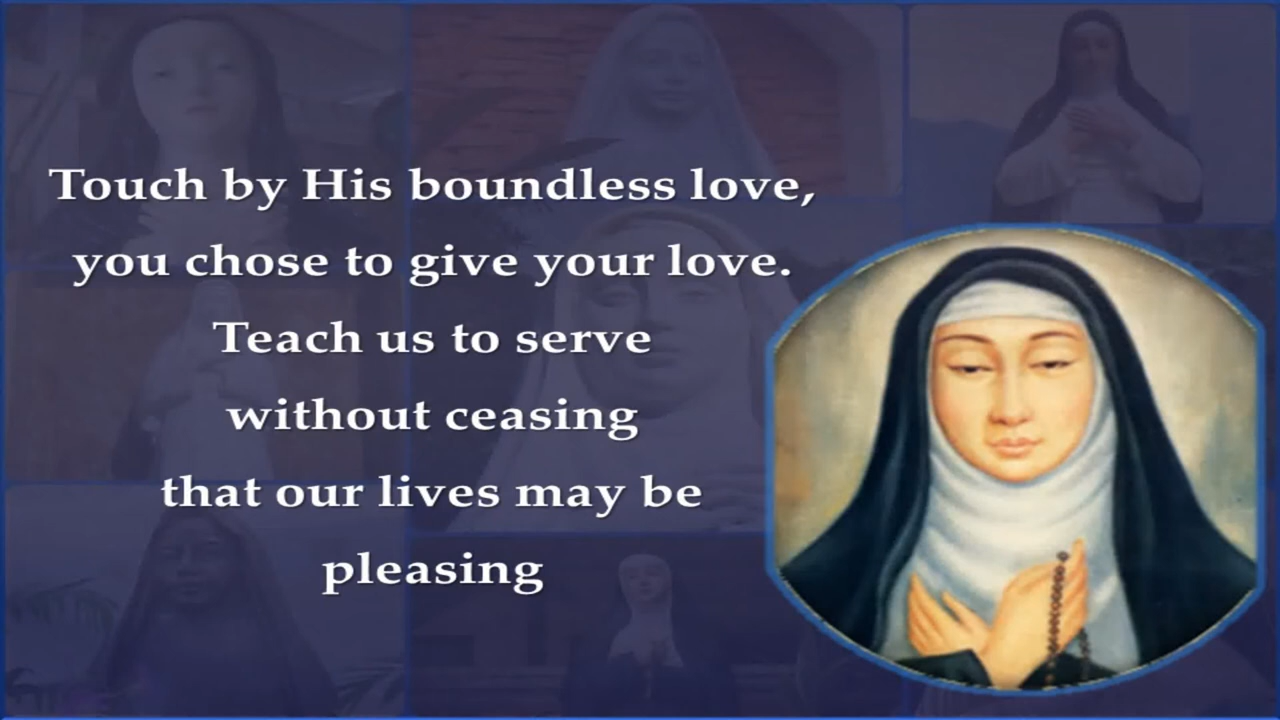 Touch by His boundless love,
you chose to give your love.
Teach us to serve
without ceasing
that our lives may be
pleasing